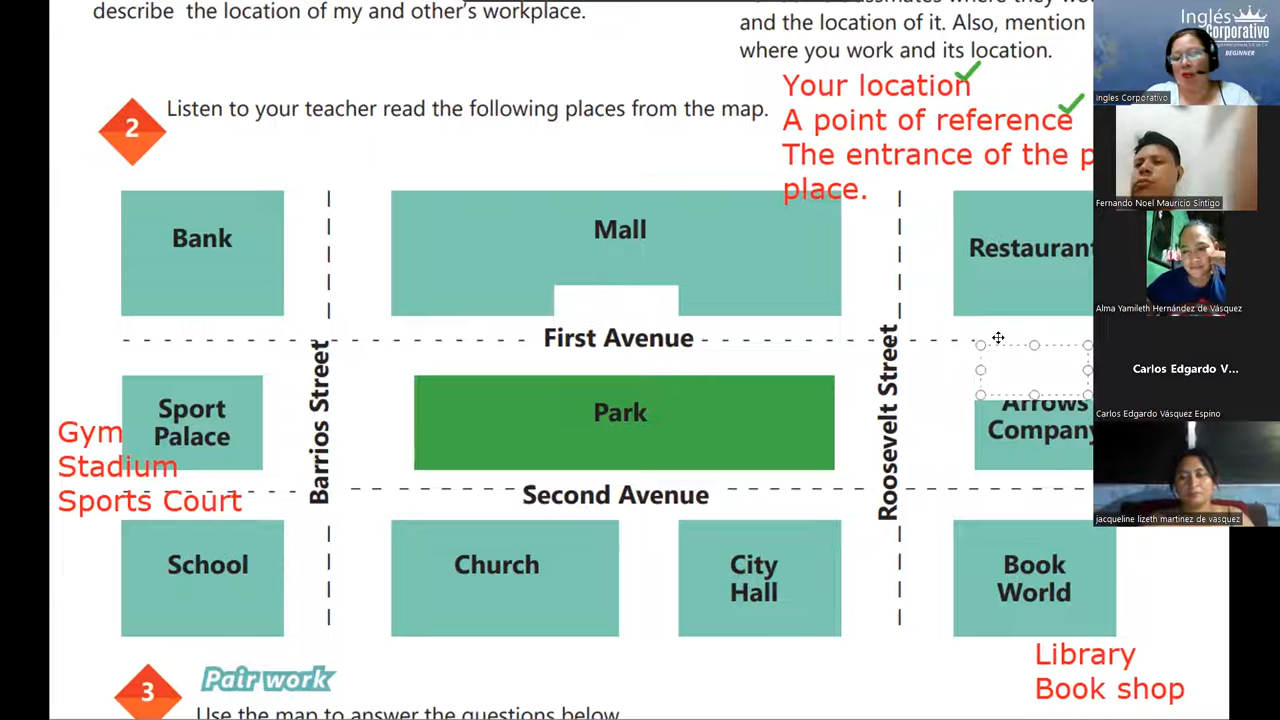 describe the location of my and other's workplace.
and the location of it. Also, mention
where you work and its location.
2
Listen to your teacher read the following places from the map.
Your location
A point of reference
The entrance of the p
place.
Bank
Mall
Restaurant
First Avenue
Barrios Street
Roosevelt Street
Sport
Palace
Park
Arrows
Company
Gym
Stadium
Sports Court
Second Avenue
School
Church
City
Hall
Book
World
Library
Book shop
3
Pair work
Use the map to answer the questions below
Inglés
Corporativo
BEGINNER
Inglés Corporativo
Fernando Noel Mauricio Sintigo
Alma Yamileth Hernández de Vásquez
Carlos Edgardo V...
Carlos Edgardo Vásquez Espino
jacqueline lizeth martinez de vasquez